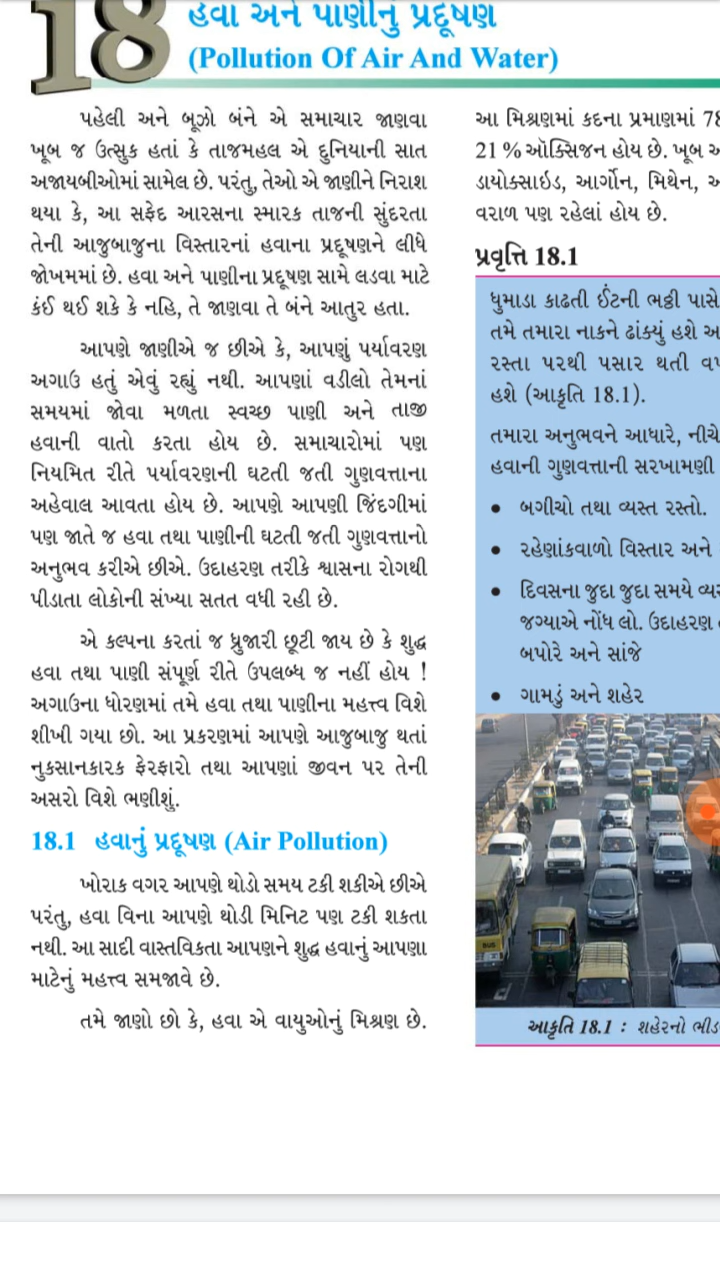 18
હવા અને પાણીનું પ્રદૂષણ
(Pollution Of Air And Water)
પહેલી અને બૂઝો બંને એ સમાચાર જાણવા
ખૂબ જ ઉત્સુક હતાં કે તાજમહલ એ દુનિયાની સાત
અજાયબીઓમાં સામેલ છે. પરંતુ, તેઓ એ જાણીને નિરાશ
થયા કે, આ સફેદ આરસના સ્મારક તાજની સુંદરતા
તેની આજુબાજુના વિસ્તારનાં હવાના પ્રદૂષણને લીધે
જોખમમાં છે. હવા અને પાણીના પ્રદૂષણ સામે લડવા માટે
કંઈ થઈ શકે કે નહિ, તે જાણવા તે બંને આતુર હતા.
આપણે જાણીએ જ છીએ કે, આપણું પર્યાવરણ
અગાઉ હતું એવું રહ્યું નથી. આપણાં વડીલો તેમનાં
સમયમાં જોવા મળતા સ્વચ્છ પાણી અને તાજી
હવાની વાતો કરતા હોય છે. સમાચારોમાં પણ
નિયમિત રીતે પર્યાવરણની ઘટતી જતી ગુણવત્તાના
અહેવાલ આવતા હોય છે. આપણે આપણી જિંદગીમાં
પણ જાતે જ હવા તથા પાણીની ઘટતી જતી ગુણવત્તાનો
અનુભવ કરીએ છીએ. ઉદાહરણ તરીકે શ્વાસના રોગથી
પીડાતા લોકોની સંખ્યા સતત વધી રહી છે.
એ કલ્પના કરતાં જ ધ્રુજારી છૂટી જાય છે કે શુદ્ધ
હવા તથા પાણી સંપૂર્ણ રીતે ઉપલબ્ધ જ નહીં હોય !
અગાઉના ધોરણમાં તમે હવા તથા પાણીના મહત્ત્વ વિશે
શીખી ગયા છો. આ પ્રકરણમાં આપણે આજુબાજુ થતાં
નુકસાનકારક ફેરફારો તથા આપણાં જીવન પર તેની
અસરો વિશે ભણીશું.
18.1 હવાનું પ્રદૂષણ (Air Pollution)
ખોરાક વગર આપણે થોડો સમય ટકી શકીએ છીએ
પરંતુ, હવા વિના આપણે થોડી મિનિટ પણ ટકી શકતા
નથી. આ સાદી વાસ્તવિકતા આપણને શુદ્ધ હવાનું આપણા
માટેનું મહત્ત્વ સમજાવે છે.
તમે જાણો છો કે, હવા એ વાયુઓનું મિશ્રણ છે.
આ મિશ્રણમાં કદના પ્રમાણમાં 78
21 % ઑક્સિજન હોય છે. ખૂબ
ડાયોક્સાઇડ, આર્ગોન, મિથેન,
વરાળ પણ રહેલાં હોય છે.
પ્રવૃત્તિ 18.1
ધુમાડા કાઢતી ઈંટની ભઠ્ઠી પાસે
તમે તમારા નાકને ઢાંક્યું હશે
રસ્તા પરથી પસાર થતી
હશે (આકૃતિ 18.1).
તમારા અનુભવને આધારે, નીચે
હવાની ગુણવત્તાની સરખામણી
• બગીચો તથા વ્યસ્ત રસ્તો.
• રહેણાંકવાળો વિસ્તાર અને
• દિવસના જુદા જુદા સમયે
જગ્યાએ નોંધ લો. ઉદાહરણ
બપોરે અને સાંજે
• ગામડું અને શહેર
BUS
આકૃતિ 18.1 : શહેરનો